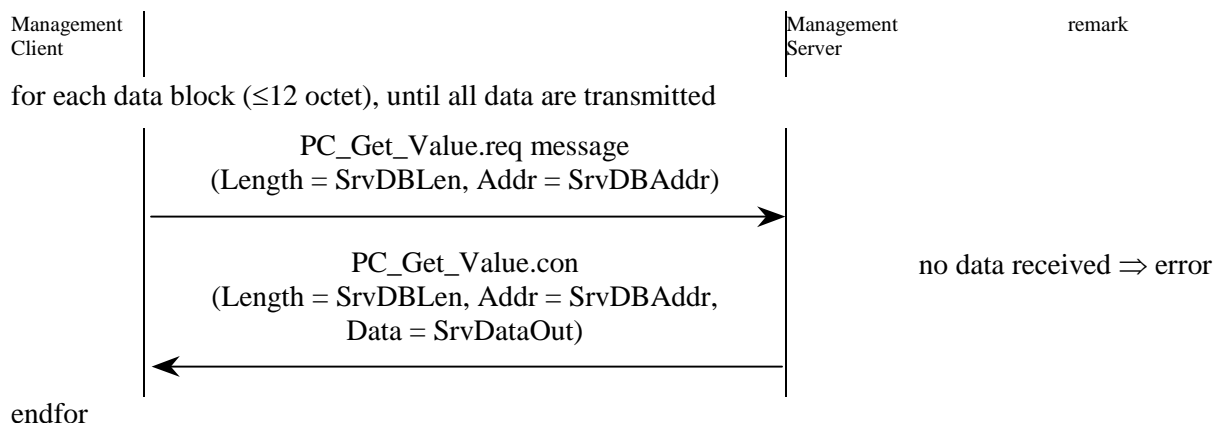 Management
Client
Management
Server
remark
for each data block (≤12 octet), until all data are transmitted
PC_Get_Value.req message
(Length = SrvDBLen, Addr = SrvDBAddr)
PC_Get_Value.con
(Length = SrvDBLen, Addr = SrvDBAddr,
Data = SrvDataOut)
no data received ⇒ error
endfor